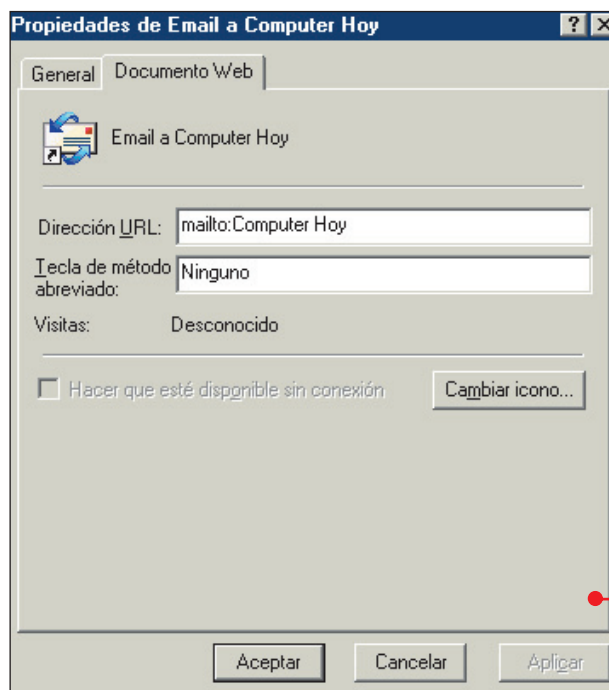 Propiedades de Email a Computer Hoy
General Documento Web
Email a Computer Hoy
Dirección URL: mailto:Computer Hoy
Tecla de método
abreviado: Ninguno
Visitas: Desconocido
Hacer que esté disponible sin conexión Cambiar icono...
Aceptar Cancelar Aplicar